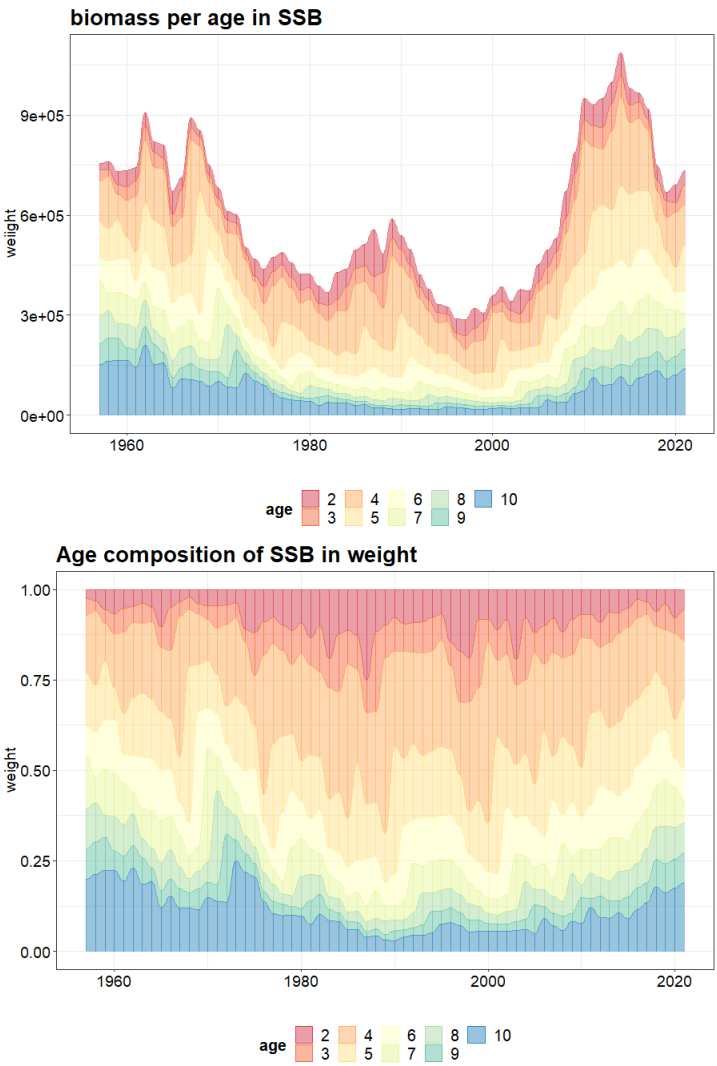 biomass per age in SSB
weiight
9e+05
6e+05
3e+05
0e+00
1960 1980 2000 2020
age 2 4 6 8 10
3 5 7 9
Age composition of SSB in weight
weight
1.00
0.75
0.50
0.25
0.00
1960 1980 2000 2020
age 2 4 6 8 10
3 5 7 9